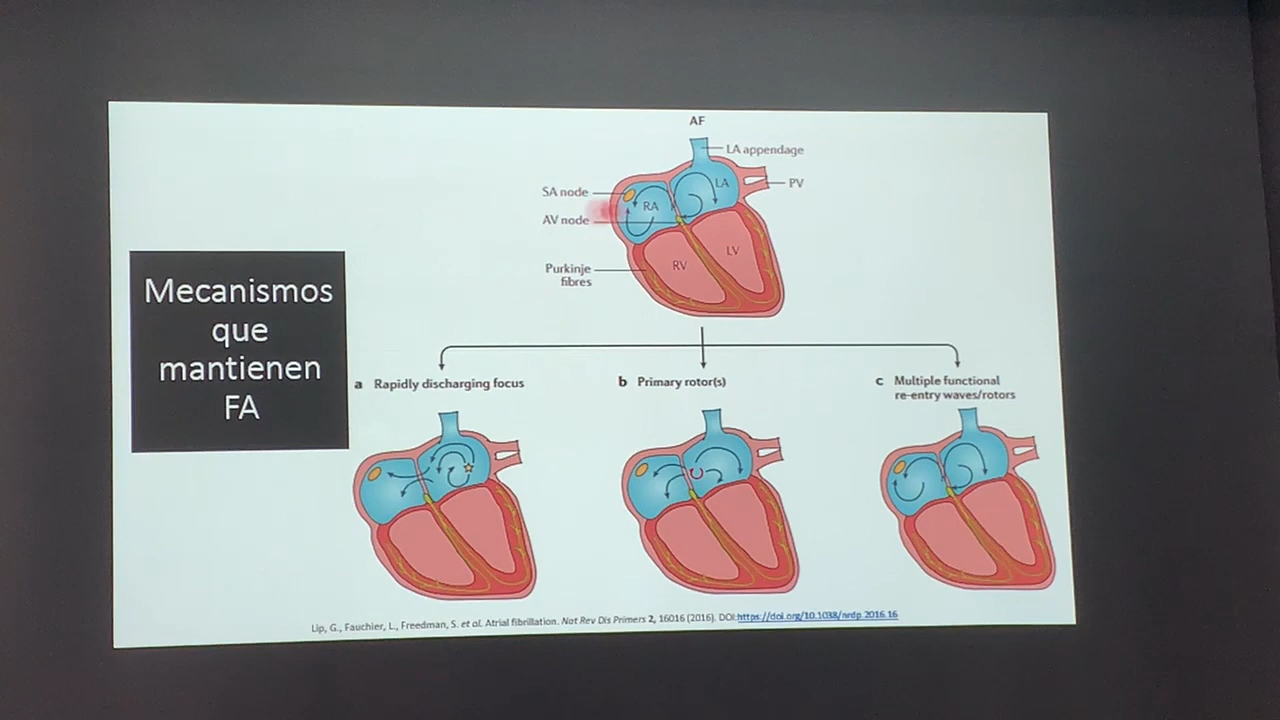 AF
LA appendage
SA node
LA
PV
RA
AV node
LV
RV
Purkinje
fibres
Mecanismos
que
mantienen
FA
a Rapidly discharging focus
b Primary rotor(s)
c Multiple functional
re-entry waves/rotors
Lip, G., Fauchier, L., Freedman, S. et al. Atrial fibrillation. Nat Rev Dis Primers 2, 16016 (2016). DOI:https://doi.org/10.1038/nrdp.2016.16